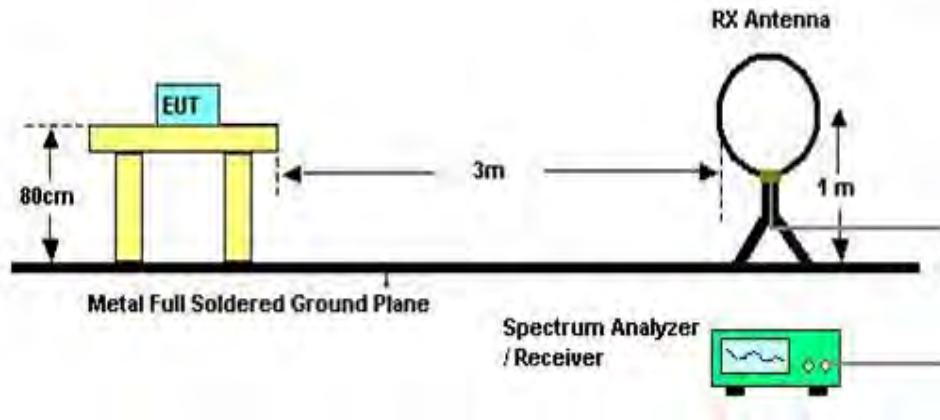 RX Antenna
EUT
80cm
3m
1 m
Metal Full Soldered Ground Plane
Spectrum Analyzer
/ Receiver